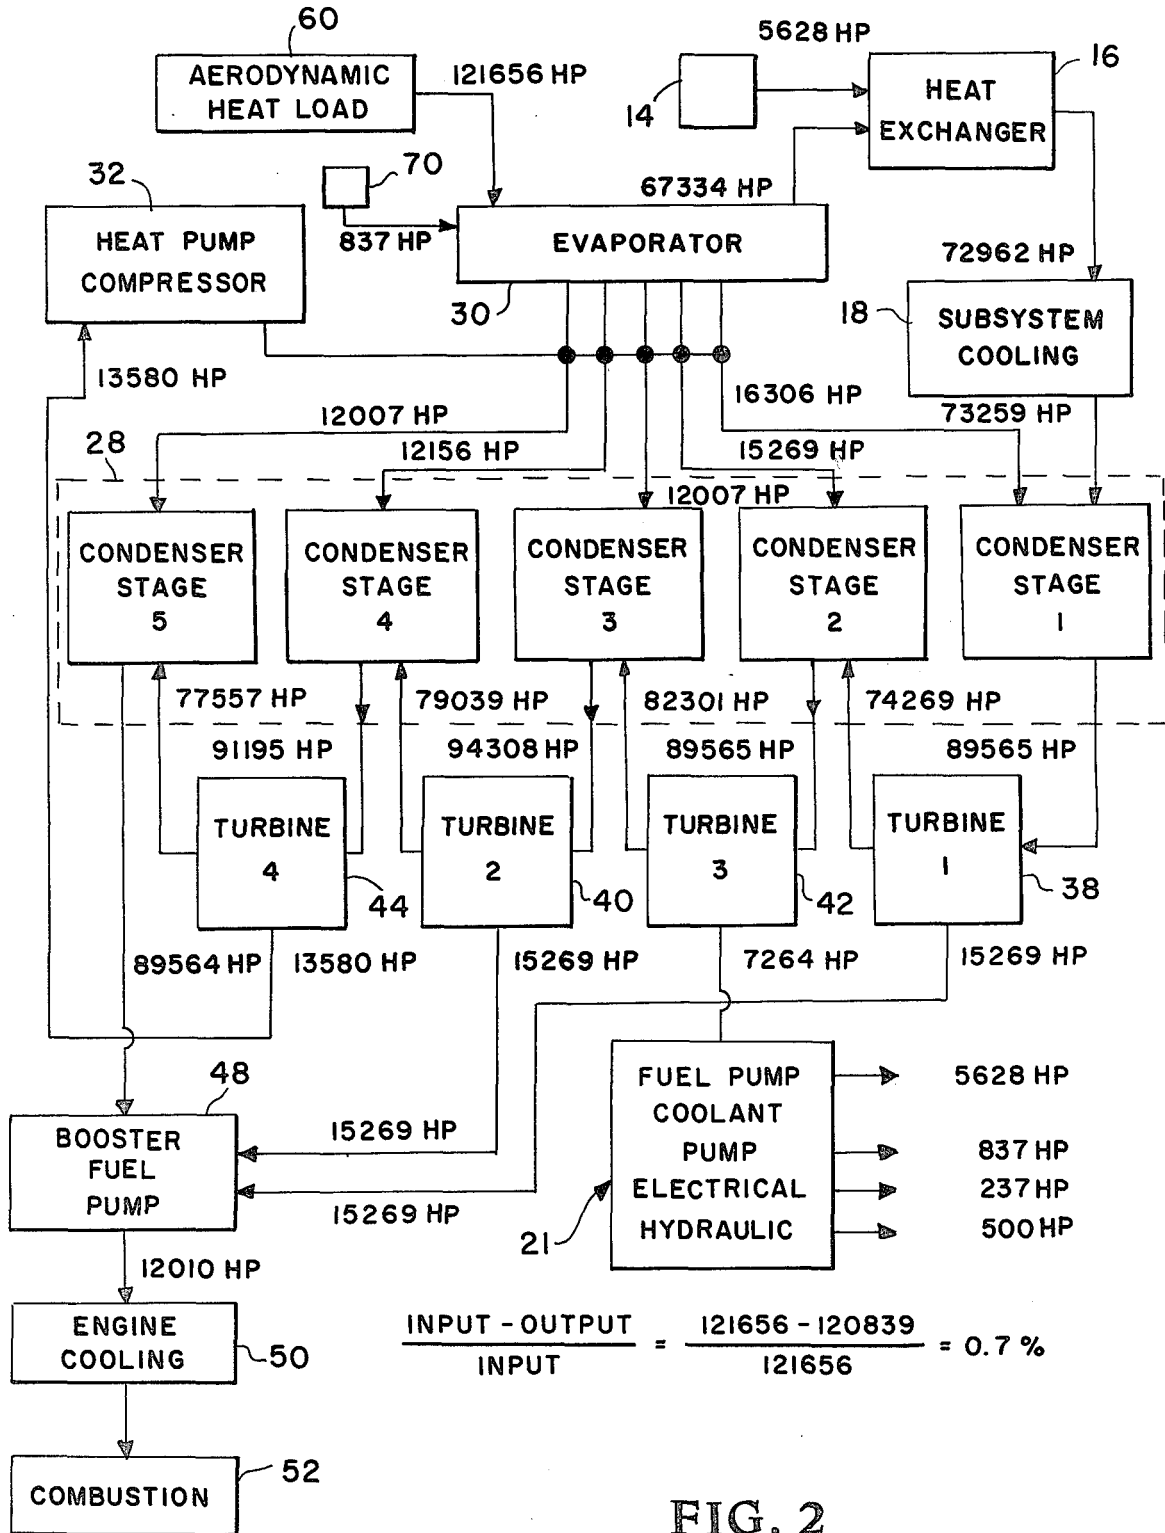 60
AERODYNAMIC
HEAT LOAD
121656 HP
5628 HP
14
HEAT
EXCHANGER
16
32
HEAT PUMP
COMPRESSOR
70
837 HP
67334 HP
EVAPORATOR
30
72962 HP
18
SUBSYSTEM
COOLING
13580 HP
16306 HP
73259 HP
12007 HP
12156 HP
15269 HP
28
12007 HP
CONDENSER
STAGE
5
CONDENSER
STAGE
4
CONDENSER
STAGE
3
CONDENSER
STAGE
2
CONDENSER
STAGE
1
77557 HP
79039 HP
82301 HP
74269 HP
91195 HP
94308 HP
89565 HP
89565 HP
TURBINE
4
44
TURBINE
2
40
TURBINE
3
42
TURBINE
1
38
89564 HP
13580 HP
15269 HP
7264 HP
15269 HP
48
BOOSTER
FUEL
PUMP
15269 HP
15269 HP
FUEL PUMP
COOLANT
PUMP
ELECTRICAL
HYDRAULIC
21
5628 HP
837 HP
237 HP
500 HP
12010 HP
ENGINE
COOLING
50
INPUT - OUTPUT
INPUT
=
121656 - 120839
121656
= 0.7 %
COMBUSTION
52
FIG. 2